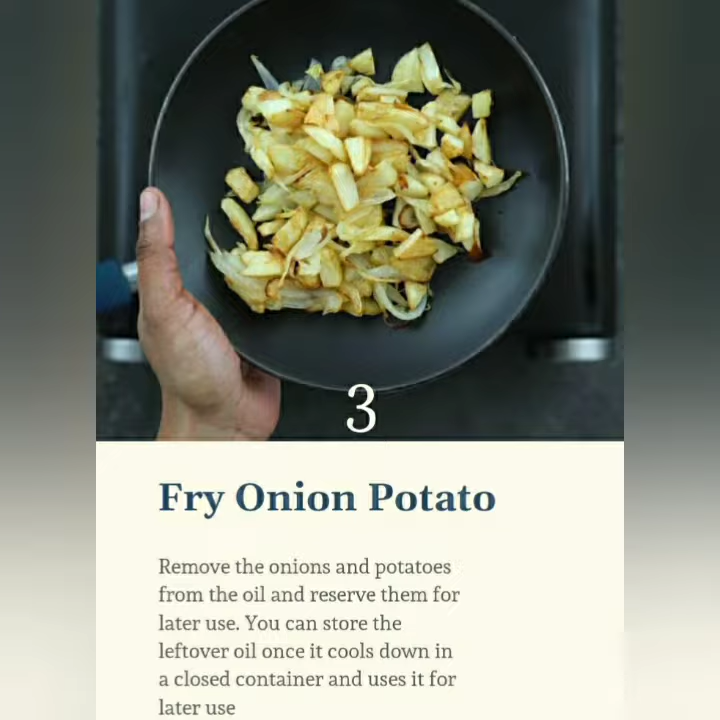 3
Fry Onion Potato
Remove the onions and potatoes
from the oil and reserve them for
later use. You can store the
leftover oil once it cools down in
a closed container and uses it for
later use